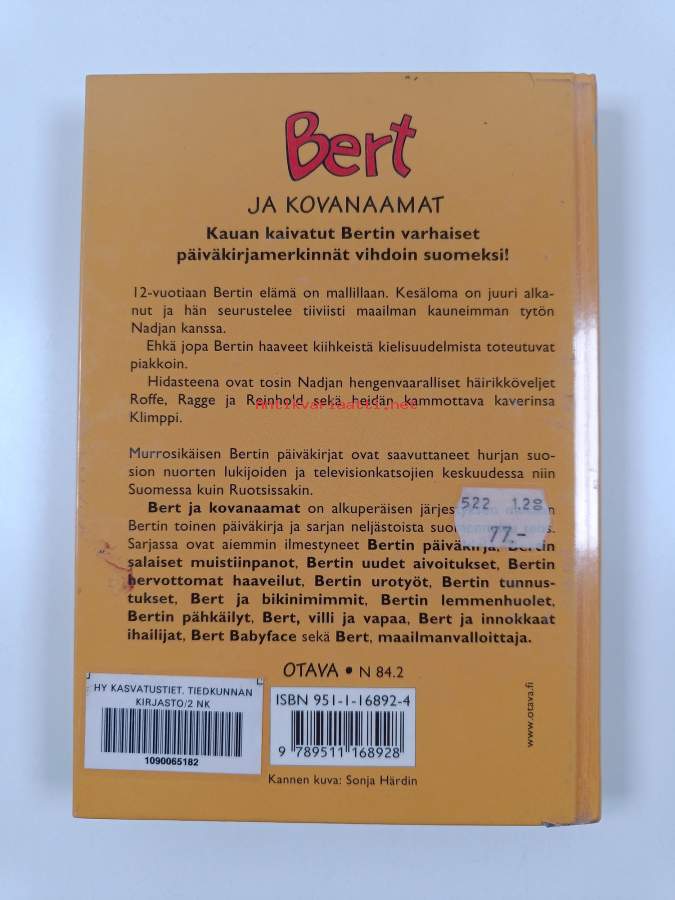 Bert
JA KOVANAAMAT
Kauan kaivatut Bertin varhaiset
päiväkirjamerkinnät vihdoin suomeksi!
12-vuotiaan Bertin elämä on mallillaan. Kesäloma on juuri alka-
nut ja hän seurustelee tiiviisti maailman kauneimman tytön
Nadjan kanssa.
Ehkä jopa Bertin haaveet kiihkeistä kielisuudelmista toteutuvat
piakkoin.
Hidasteena ovat tosin Nadjan hengenvaaralliset häirikköveljet
Roffe, Ragge ja Reinhold sekä heidän kammottava kaverinsa
Antikvariaatti.net
Klimppi.
Murrosikäisen Bertin päiväkirjat ovat saavuttaneet hurjan suo-
sion nuorten lukijoiden ja televisionkatsojien keskuudessa niin
Suomessa kuin Ruotsissakin.
Bert ja kovanaamat on alkuperäisen
522 128
Bertin toinen päiväkirja ja sarjan neljästoista
77.-
Sarjassa ovat aiemmin ilmestyneet Bertin päiväkirja, Bertin
salaiset muistiinpanot, Bertin uudet aivoitukset, Bertin
hervottomat haaveilut, Bertin urotyöt, Bertin tunnus-
tukset, Bert ja bikinimimmit, Bertin lemmenhuolet,
Bertin pähkäilyt, Bert, villi ja vapaa, Bert ja innokkaat
ihailijat, Bert Babyface sekä Bert, maailmanvalloittaja.
OTAVA • N 84.2
HY KASVATUSTIET. TIEDKUNNAN
KIRJASTO/2 NK
1090065182
ISBN 951-1-16892-4
9 789511 168928
Kannen kuva: Sonja Härdin
www.otava.fi